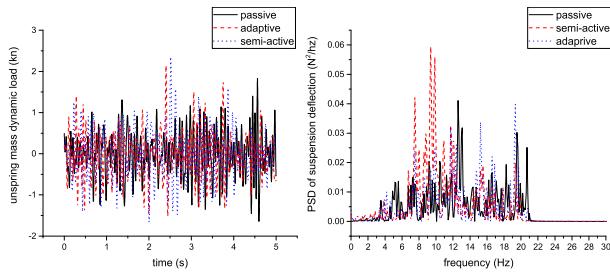 passive
adaptive
semi-active
3
2
1
0
-1
-2
unspring mass dynamic load (kn)
0 1 2 3 4 5
time (s)
passive
semi-active
adaprive
0.06
0.05
0.04
0.03
0.02
0.01
0.00
PSD of suspension deflection (N²/hz)
0 2 4 6 8 10 12 14 16 18 20 22 24 26 28 30
frequency (Hz)